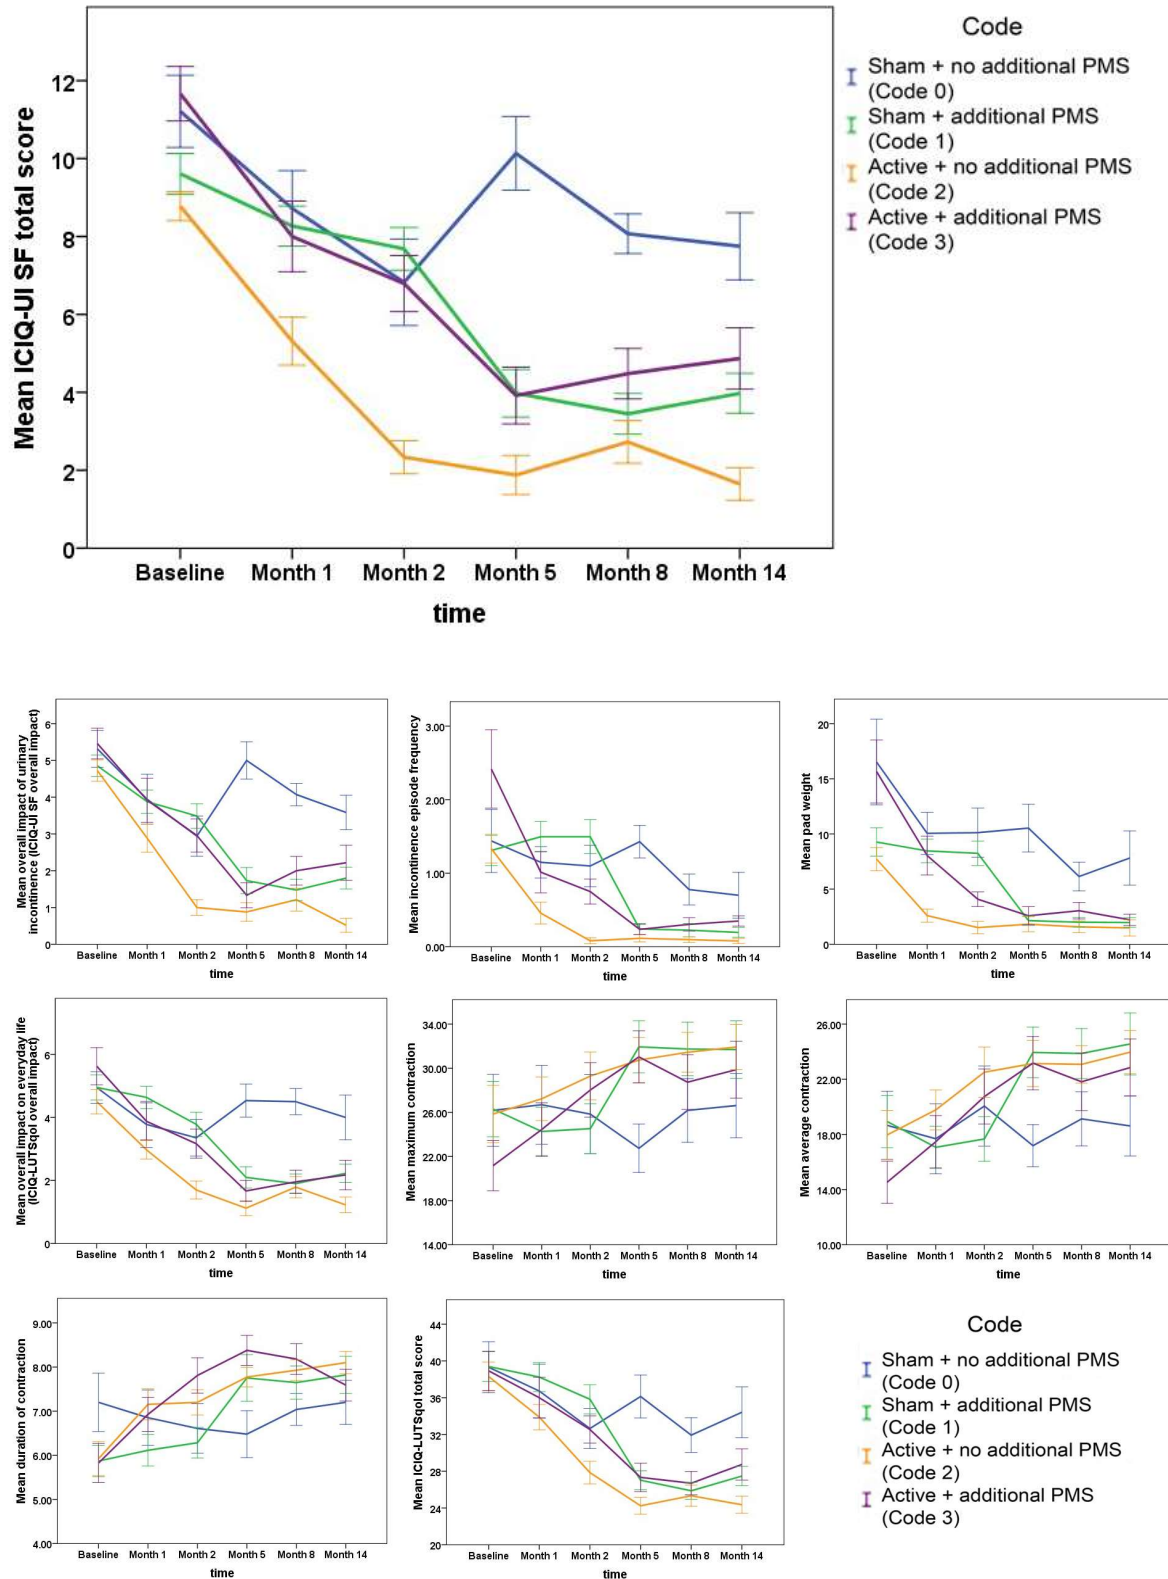 Code
Sham + no additional PMS
(Code 0)
Sham + additional PMS
(Code 1)
Active + no additional PMS
(Code 2)
Active + additional PMS
(Code 3)
Mean ICIQ-UI SF total score
12
10
8
6
4
2
0
Baseline Month 1 Month 2 Month 5 Month 8 Month 14
time
Mean overall impact of urinary
incontinence (ICIQ-UI SF overall impact)
6
5
4
3
2
1
0
Baseline Month 1 Month 2 Month 5 Month 8 Month 14
time
Mean incontinence episode frequency
3.00
2.00
1.00
0.00
Baseline Month 1 Month 2 Month 5 Month 8 Month 14
time
Mean pad weight
20
15
10
5
0
Baseline Month 1 Month 2 Month 5 Month 8 Month 14
time
Mean overall impact on everyday life
(ICIQ-LUTSqol overall impact)
6
4
2
0
Baseline Month 1 Month 2 Month 5 Month 8 Month 14
time
Mean maximum contraction
34.00
30.00
26.00
22.00
18.00
14.00
Baseline Month 1 Month 2 Month 5 Month 8 Month 14
time
Mean average contraction
26.00
22.00
18.00
14.00
10.00
Baseline Month 1 Month 2 Month 5 Month 8 Month 14
time
Mean duration of contraction
9.00
8.00
7.00
6.00
5.00
4.00
Baseline Month 1 Month 2 Month 5 Month 8 Month 14
time
Mean ICIQ-LUTSqol total score
44
40
36
32
28
24
20
Baseline Month 1 Month 2 Month 5 Month 8 Month 14
time
Code
Sham + no additional PMS
(Code 0)
Sham + additional PMS
(Code 1)
Active + no additional PMS
(Code 2)
Active + additional PMS
(Code 3)